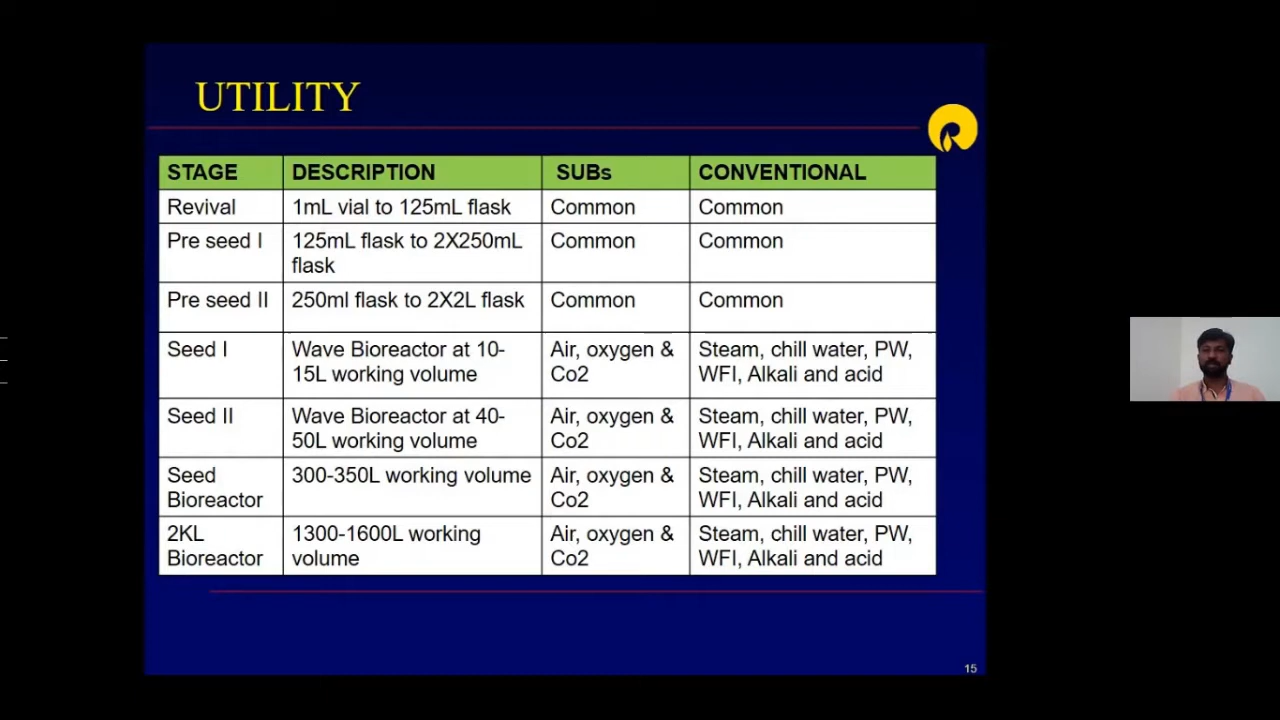 UTILITY
STAGE DESCRIPTION SUBs CONVENTIONAL
Revival 1mL vial to 125mL flask Common Common
Pre seed I 125mL flask to 2X250mL Common Common
flask
Pre seed II 250ml flask to 2X2L flask Common Common
Seed I Wave Bioreactor at 10- Air, oxygen & Steam, chill water, PW,
15L working volume Co2 WFI, Alkali and acid
Seed II Wave Bioreactor at 40- Air, oxygen & Steam, chill water, PW,
50L working volume Co2 WFI, Alkali and acid
Seed 300-350L working volume Air, oxygen & Steam, chill water, PW,
Bioreactor Co2 WFI, Alkali and acid
2KL 1300-1600L working Air, oxygen & Steam, chill water, PW,
Bioreactor volume Co2 WFI, Alkali and acid
15